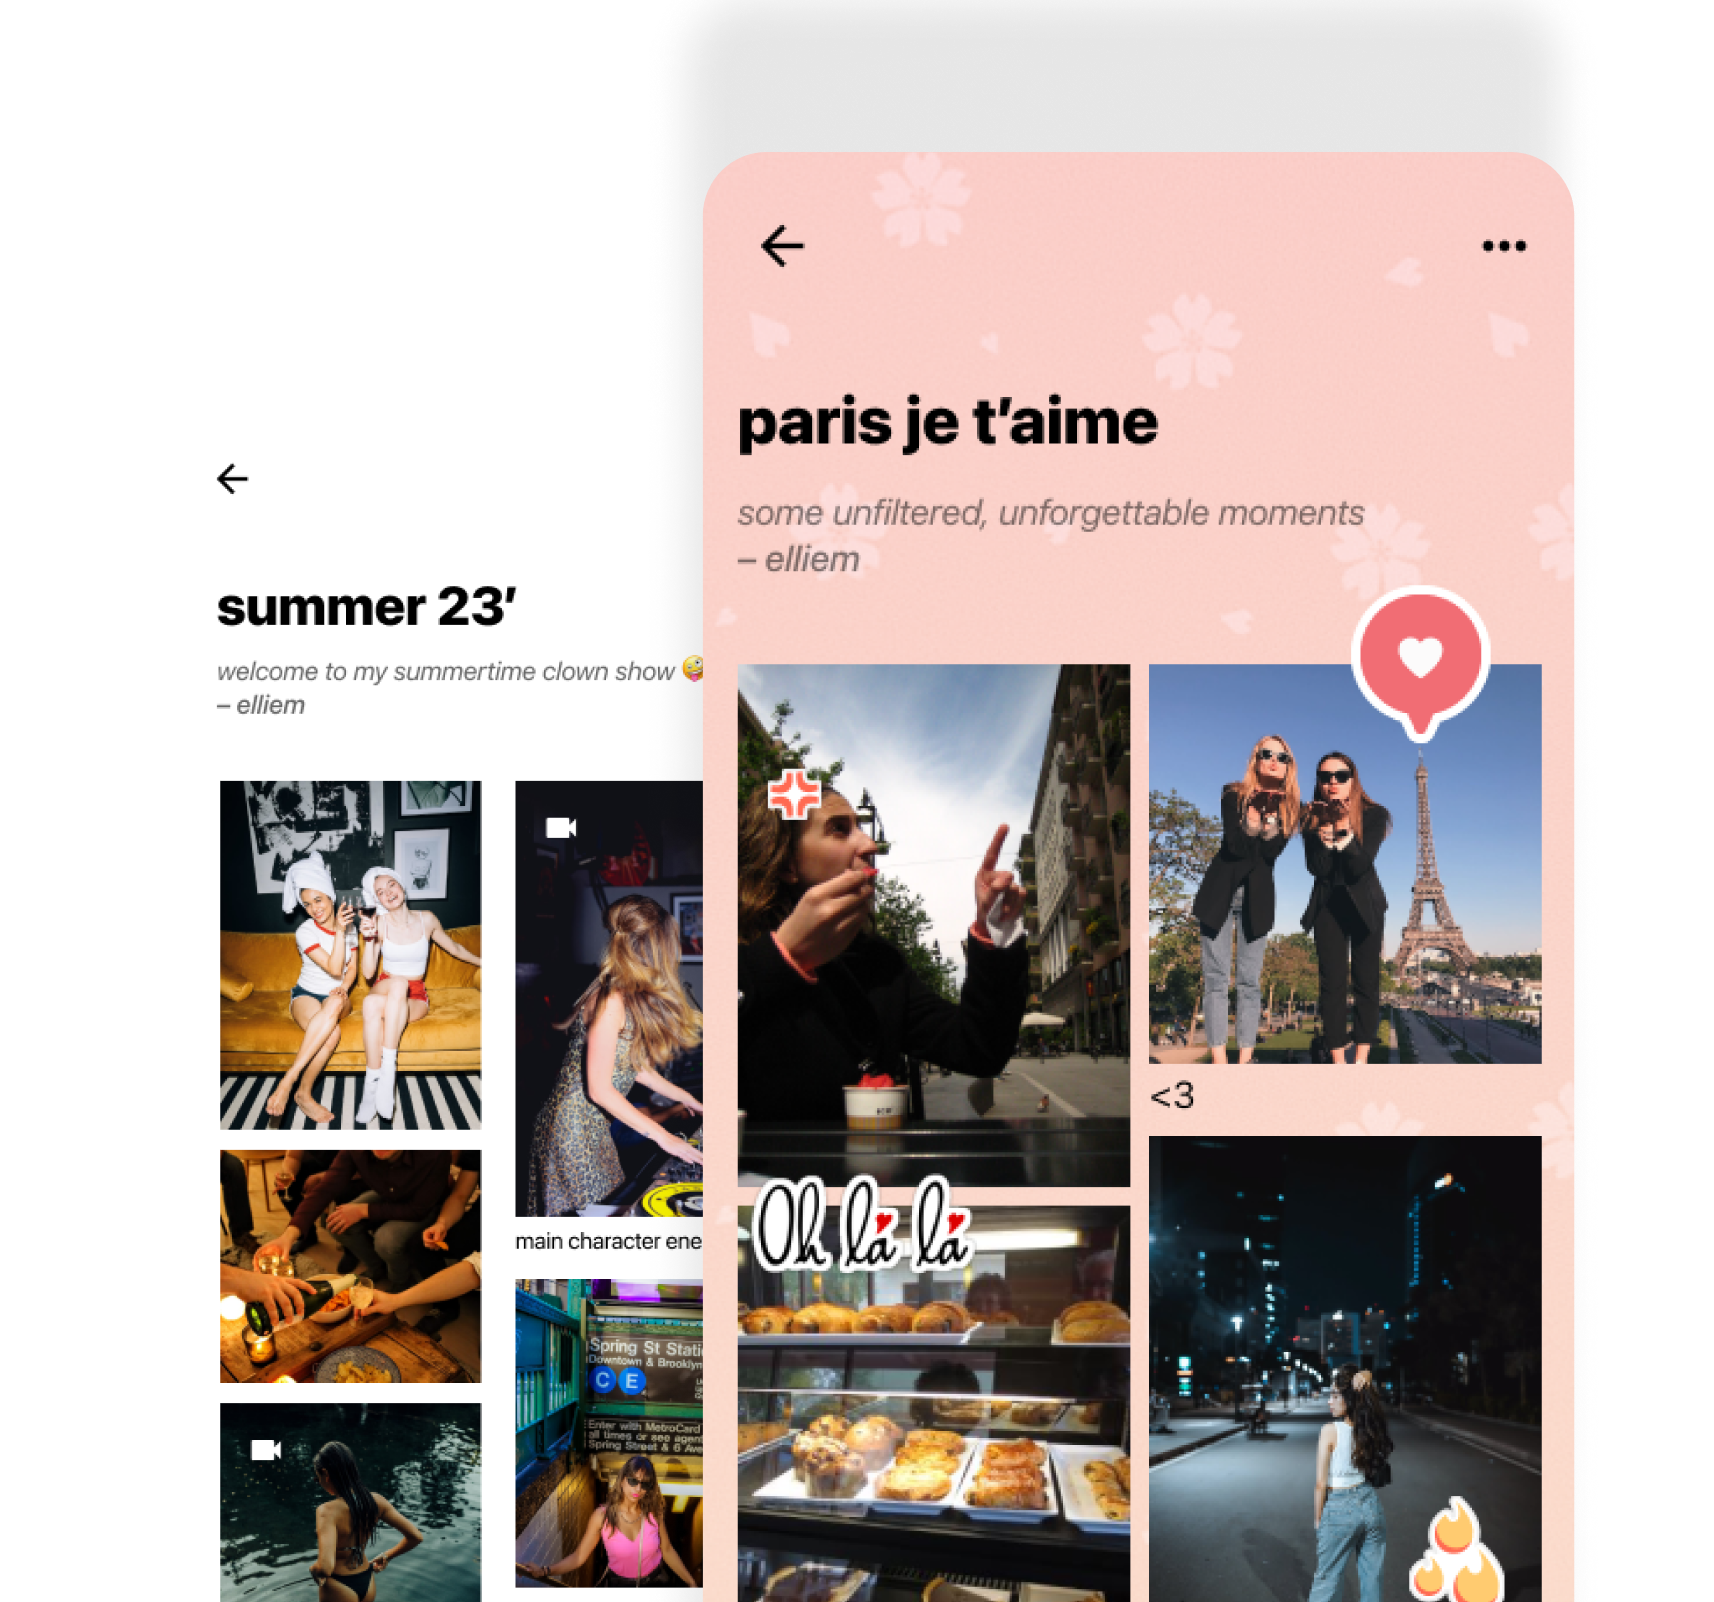 summer 23′
welcome to my summertime clown show 🤪
– elliem
main character ene
Spring St Stati
Downtown & Brooklyn
C E
Enter with MetroCard
all times or see agent
Spring Street & 6 Ave
paris je t′aime
some unfiltered, unforgettable moments
– elliem
<3
Oh là là